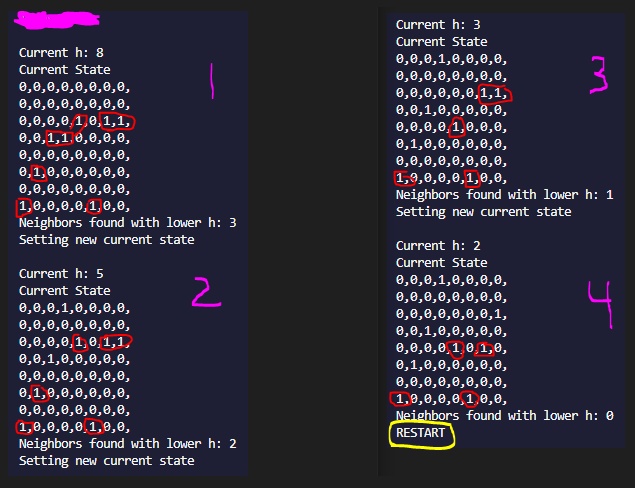 Current h: 8
Current State
0,0,0,0,0,0,0,0,
0,0,0,0,0,0,0,0,
0,0,0,0,1,0,1,1,
0,0,1,1,0,0,0,0,
0,0,0,0,0,0,0,0,
0,1,0,0,0,0,0,0,
0,0,0,0,0,0,0,0,
1,0,0,0,0,1,0,0,
Neighbors found with lower h: 3
Setting new current state
1
Current h: 5
Current State
0,0,0,1,0,0,0,0,
0,0,0,0,0,0,0,0,
0,0,0,0,1,0,1,1,
0,0,1,0,0,0,0,0,
0,0,0,0,0,0,0,0,
0,1,0,0,0,0,0,0,
0,0,0,0,0,0,0,0,
1,0,0,0,0,1,0,0,
Neighbors found with lower h: 2
Setting new current state
2
Current h: 3
Current State
0,0,0,1,0,0,0,0,
0,0,0,0,0,0,0,0,
0,0,0,0,0,0,1,1,
0,0,1,0,0,0,0,0,
0,0,0,0,1,0,0,0,
0,1,0,0,0,0,0,0,
0,0,0,0,0,0,0,0,
1,0,0,0,0,1,0,0,
Neighbors found with lower h: 1
Setting new current state
3
Current h: 2
Current State
0,0,0,1,0,0,0,0,
0,0,0,0,0,0,0,0,
0,0,0,0,0,0,0,1,
0,0,1,0,0,0,0,0,
0,0,0,0,1,0,1,0,
0,1,0,0,0,0,0,0,
0,0,0,0,0,0,0,0,
1,0,0,0,0,1,0,0,
Neighbors found with lower h: 0
RESTART
4